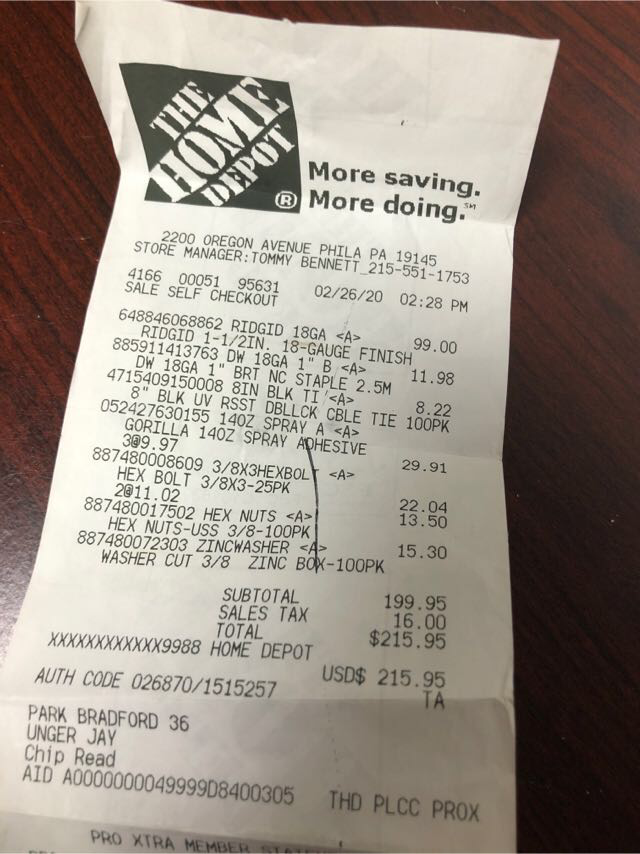 THE
HOME
DEPOT
®
More saving.
More doing.℠
2200 OREGON AVENUE PHILA PA 19145
STORE MANAGER:TOMMY BENNETT 215-551-1753
4166 00051 95631 02/26/20 02:28 PM
SALE SELF CHECKOUT
648846068862 RIDGID 18GA <A> 99.00
RIDGID 1-1/2IN. 18-GAUGE FINISH
885911413763 DW 18GA 1" B <A> 11.98
DW 18GA 1" BRT NC STAPLE 2.5M
4715409150008 8IN BLK TI <A> 8.22
8" BLK UV RSST DBLLCK CBLE TIE 100PK
052427630155 14OZ SPRAY A <A>
GORILLA 14OZ SPRAY ADHESIVE
3@9.97 29.91
887480008609 3/8X3HEXBOLT <A>
HEX BOLT 3/8X3-25PK
2@11.02 22.04
887480017502 HEX NUTS <A> 13.50
HEX NUTS-USS 3/8-100PK
887480072303 ZINCWASHER <A> 15.30
WASHER CUT 3/8 ZINC BOX-100PK
SUBTOTAL 199.95
SALES TAX 16.00
TOTAL $215.95
XXXXXXXXXXXX9988 HOME DEPOT
USD$ 215.95
AUTH CODE 026870/1515257 TA
PARK BRADFORD 36
UNGER JAY
Chip Read
AID A0000000049999D8400305 THD PLCC PROX
PRO XTRA MEMBER